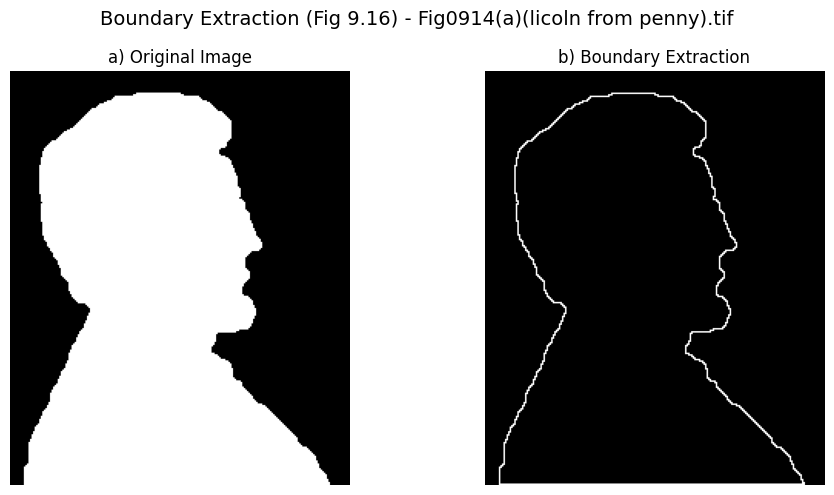 Boundary Extraction (Fig 9.16) - Fig0914(a)(licoln from penny).tif
a) Original Image
b) Boundary Extraction